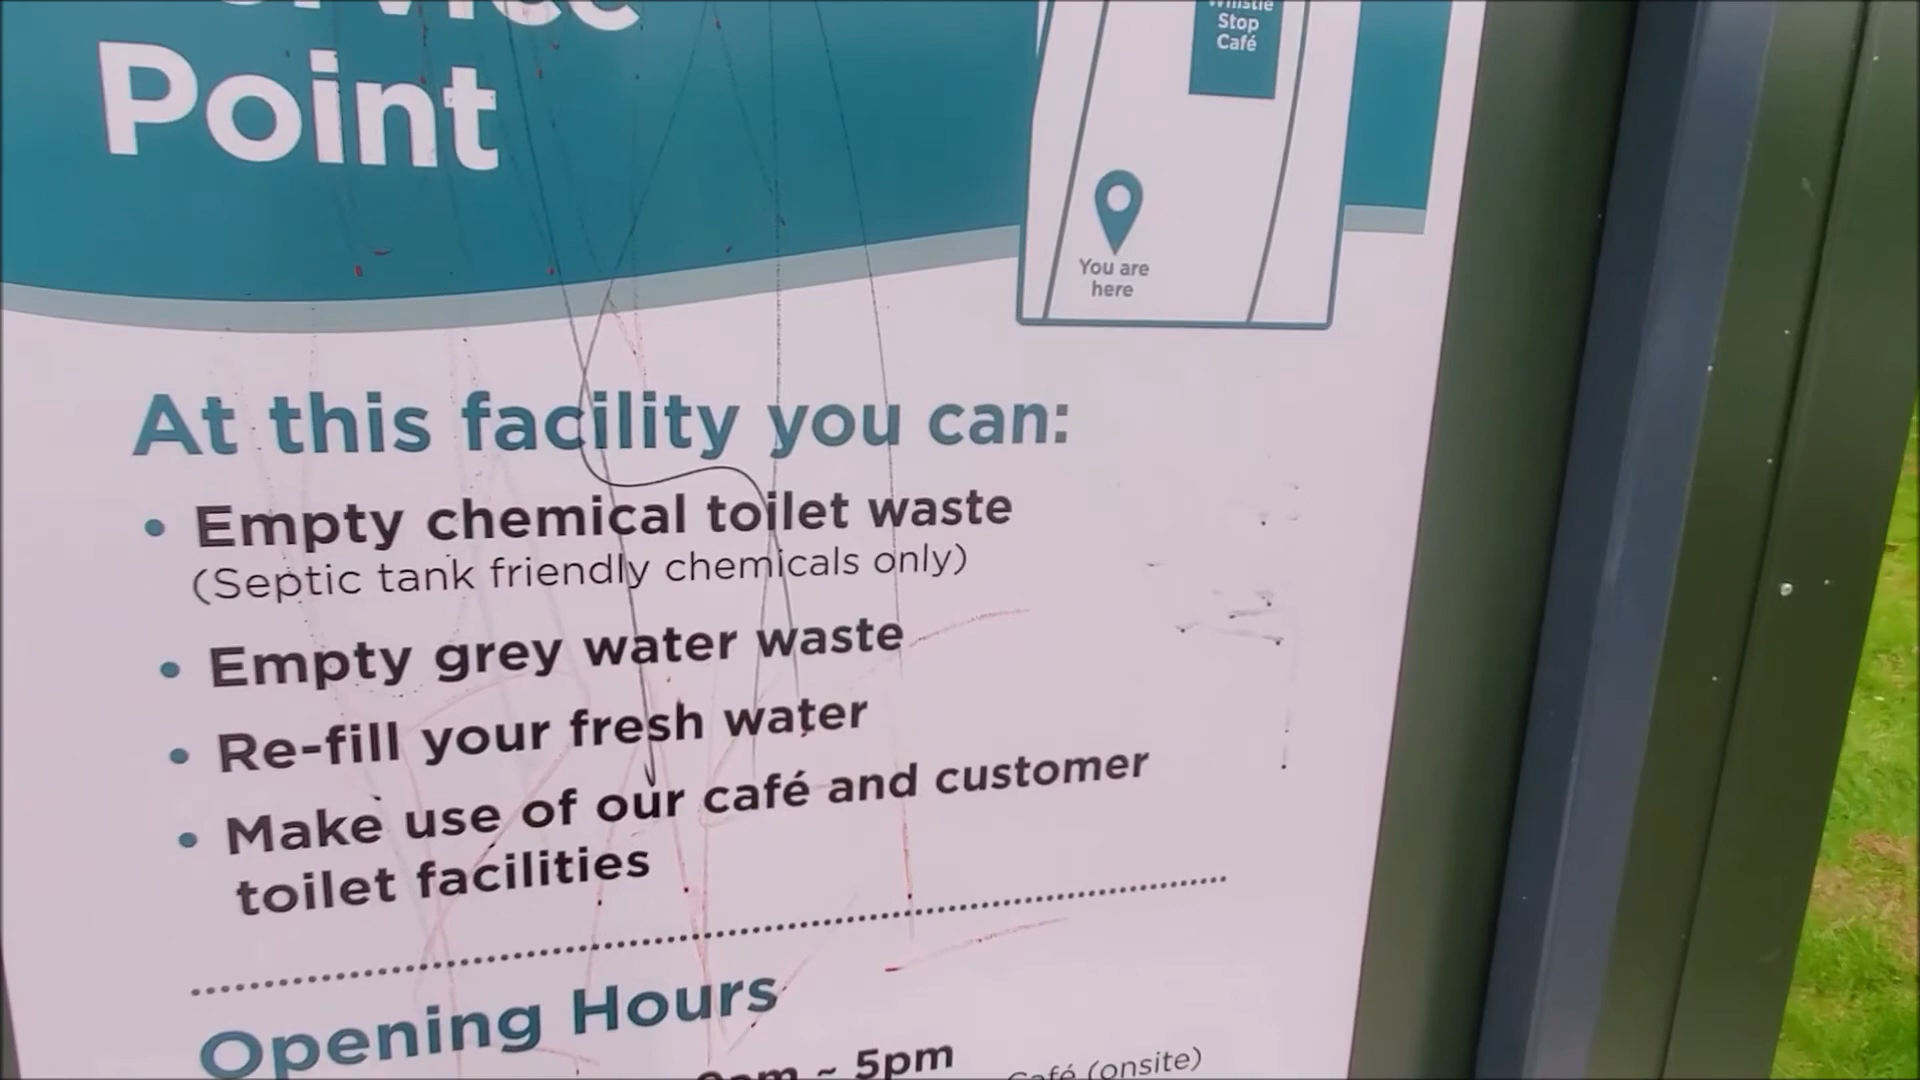 Point
Stop
Café
You are
here
At this facility you can:
• Empty chemical toilet waste
(Septic tank friendly chemicals only)
• Empty grey water waste
• Re-fill your fresh water
• Make use of our café and customer
toilet facilities
Opening Hours
~ 5pm
Café (onsite)